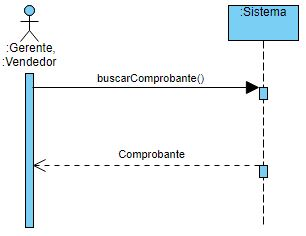 :Sistema
:Gerente,
:Vendedor
buscarComprobante()
Comprobante